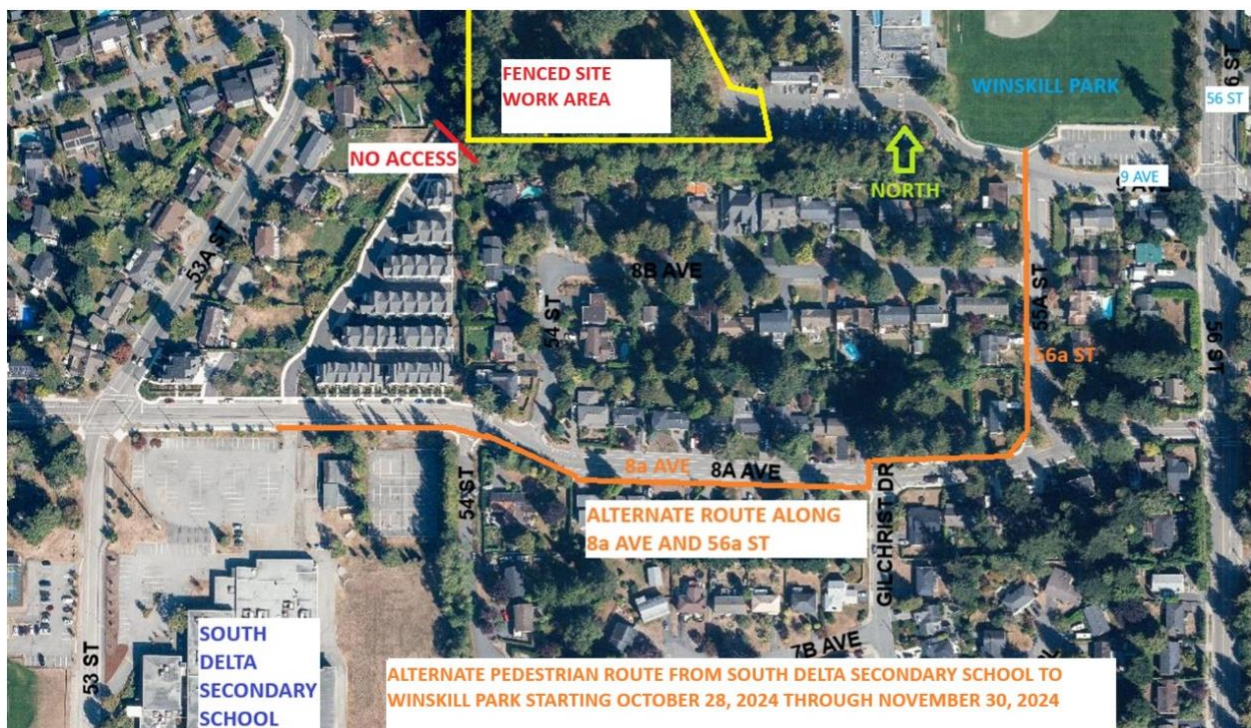 FENCED SITE
WORK AREA
WINSKILL PARK
56 ST
NO ACCESS
NORTH
9 AVE
53A ST
8B AVE
54 ST
55A ST
56a ST
56 ST
8a AVE
8A AVE
54 ST
GILCHRIST DR
ALTERNATE ROUTE ALONG
8a AVE AND 56a ST
7B AVE
53 ST
SOUTH
DELTA
SECONDARY
SCHOOL
ALTERNATE PEDESTRIAN ROUTE FROM SOUTH DELTA SECONDARY SCHOOL TO
WINSKILL PARK STARTING OCTOBER 28, 2024 THROUGH NOVEMBER 30, 2024